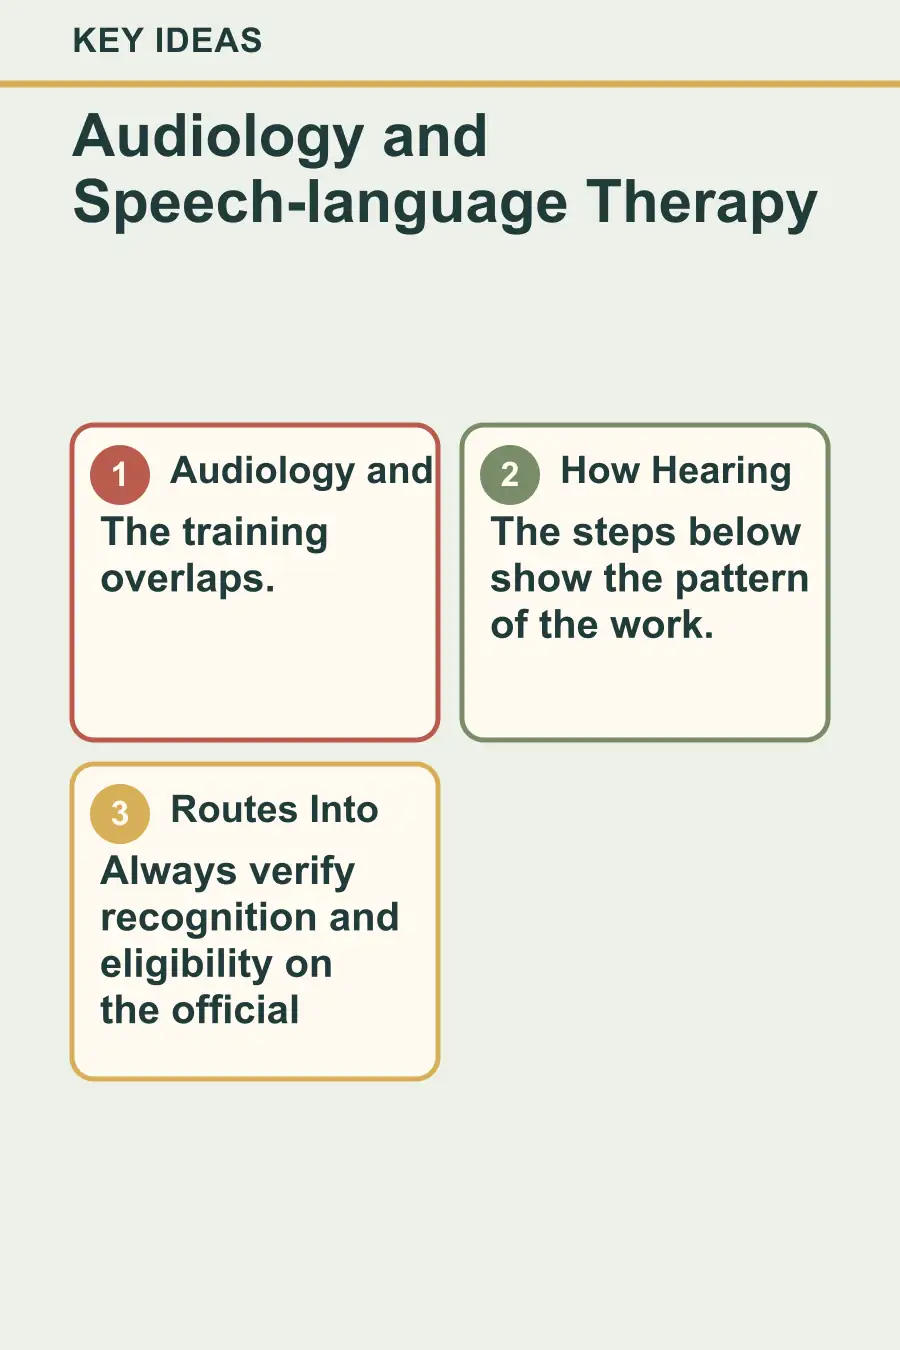 KEY IDEAS
Audiology and
Speech-language Therapy
1 Audiology and
The training
overlaps.
2 How Hearing
The steps below
show the pattern
of the work.
3 Routes Into
Always verify
recognition and
eligibility on
the official